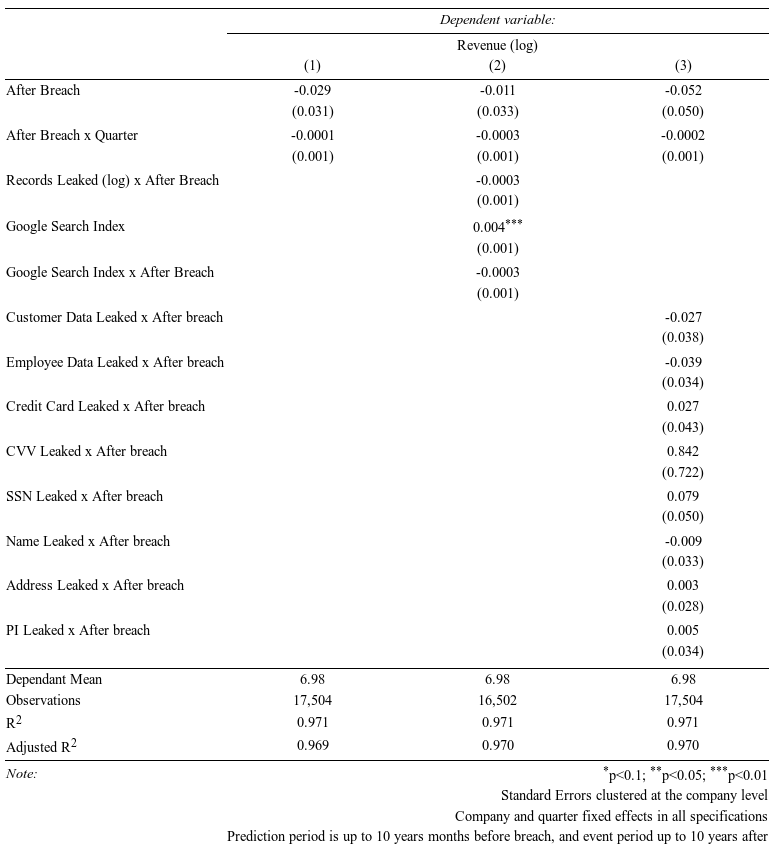 Dependent variable:
Revenue (log)
(1) (2) (3)
After Breach -0.029 -0.011 -0.052
(0.031) (0.033) (0.050)
After Breach x Quarter -0.0001 -0.0003 -0.0002
(0.001) (0.001) (0.001)
Records Leaked (log) x After Breach -0.0003
(0.001)
Google Search Index 0.004***
(0.001)
Google Search Index x After Breach -0.0003
(0.001)
Customer Data Leaked x After breach -0.027
(0.038)
Employee Data Leaked x After breach -0.039
(0.034)
Credit Card Leaked x After breach 0.027
(0.043)
CVV Leaked x After breach 0.842
(0.722)
SSN Leaked x After breach 0.079
(0.050)
Name Leaked x After breach -0.009
(0.033)
Address Leaked x After breach 0.003
(0.028)
PI Leaked x After breach 0.005
(0.034)
Dependant Mean 6.98 6.98 6.98
Observations 17,504 16,502 17,504
R2 0.971 0.971 0.971
Adjusted R2 0.969 0.970 0.970
Note: *p<0.1; **p<0.05; ***p<0.01
Standard Errors clustered at the company level
Company and quarter fixed effects in all specifications
Prediction period is up to 10 years months before breach, and event period up to 10 years after